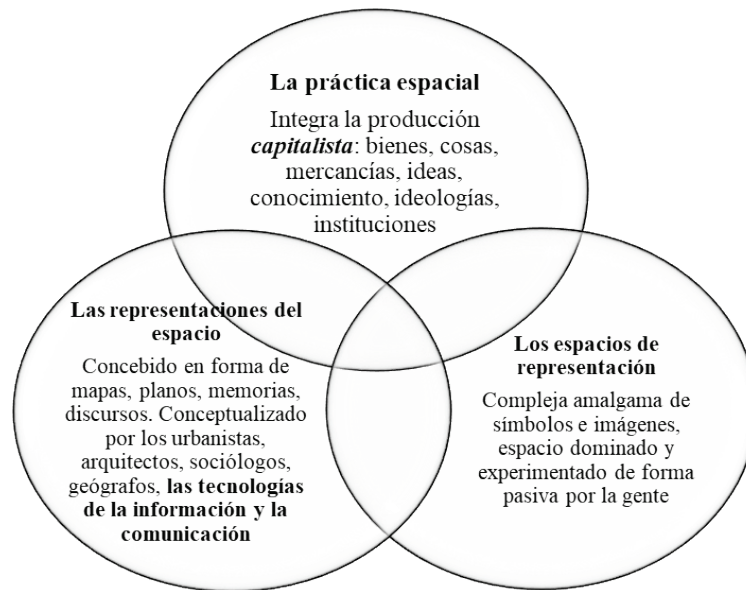 La práctica espacial
Integra la producción
capitalista: bienes, cosas,
mercancías, ideas,
conocimiento, ideologías,
instituciones
Las representaciones del
espacio
Concebido en forma de
mapas, planos, memorias,
discursos. Conceptualizado
por los urbanistas,
arquitectos, sociólogos,
geógrafos, las tecnologías
de la información y la
comunicación
Los espacios de
representación
Compleja amalgama de
símbolos e imágenes,
espacio dominado y
experimentado de forma
pasiva por la gente